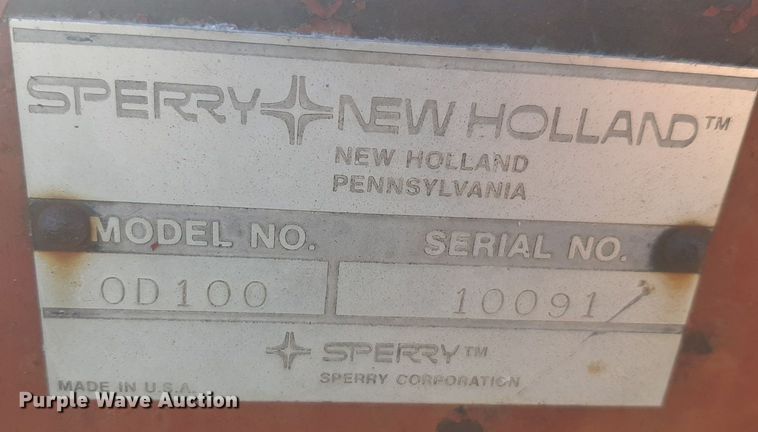 SPERRY NEW HOLLAND™
NEW HOLLAND
PENNSYLVANIA
MODEL NO. SERIAL NO.
OD100 10091
SPERRY™
SPERRY CORPORATION
MADE IN U.S.A.
Purple Wave Auction